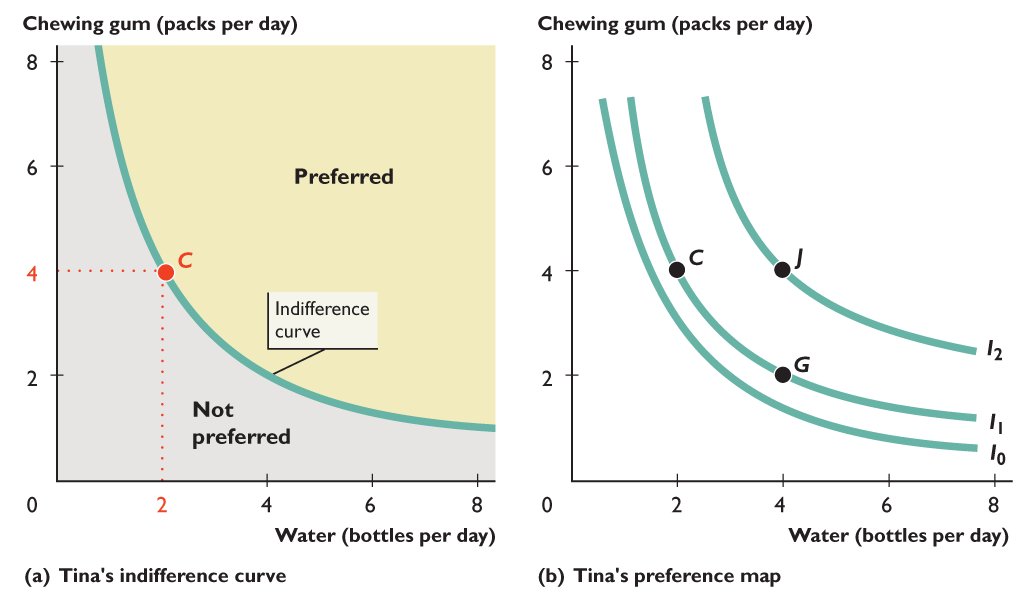 Chewing gum (packs per day)
8
6
4
2
0
2
4
6
8
Preferred
C
Indifference
curve
Not
preferred
Water (bottles per day)
(a) Tina's indifference curve
Chewing gum (packs per day)
8
6
4
2
0
2
4
6
8
C
J
G
I2
I1
I0
Water (bottles per day)
(b) Tina's preference map